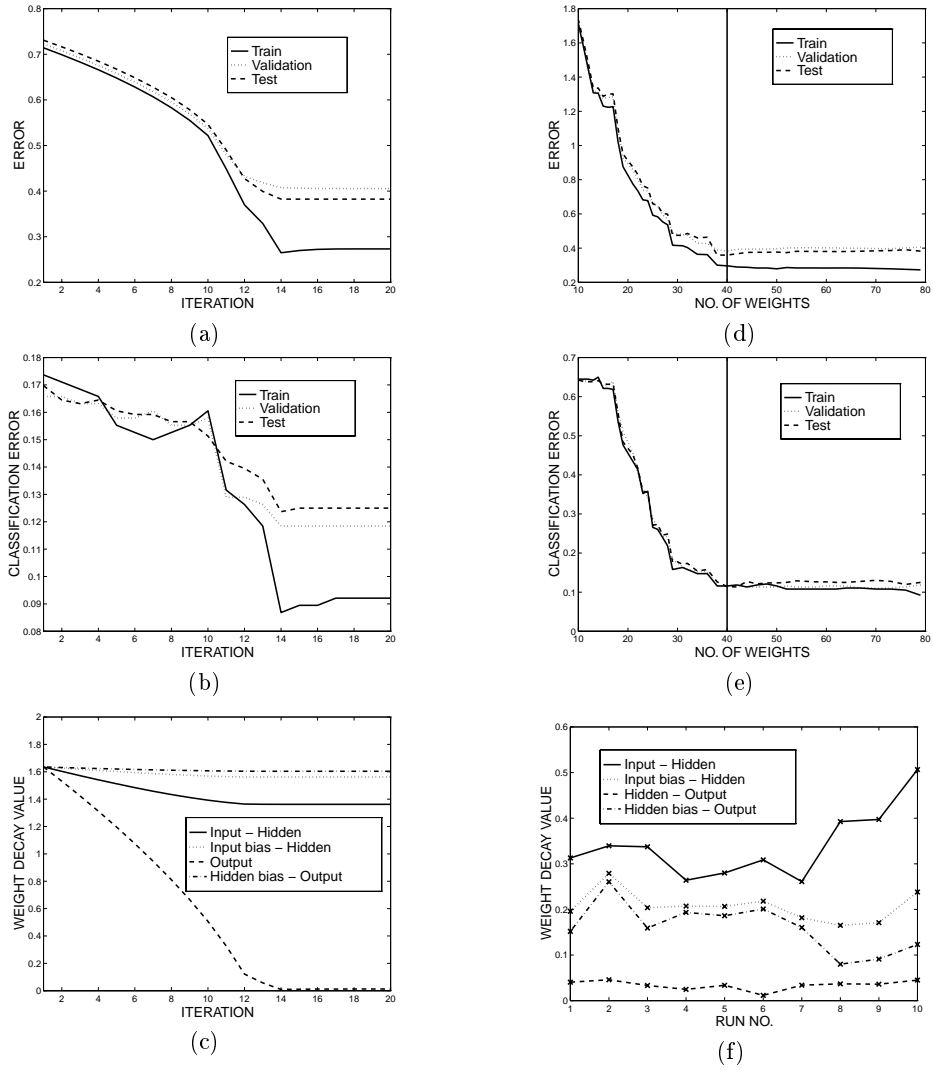 ERROR
0.8
0.7
0.6
0.5
0.4
0.3
0.2
Train
Validation
Test
2 4 6 8 10 12 14 16 18 20
ITERATION
(a)
ERROR
1.8
1.6
1.4
1.2
1
0.8
0.6
0.4
0.2
Train
Validation
Test
10 20 30 40 50 60 70 80
NO. OF WEIGHTS
(d)
CLASSIFICATION ERROR
0.18
0.17
0.16
0.15
0.14
0.13
0.12
0.11
0.1
0.09
0.08
Train
Validation
Test
2 4 6 8 10 12 14 16 18 20
ITERATION
(b)
CLASSIFICATION ERROR
0.7
0.6
0.5
0.4
0.3
0.2
0.1
0
Train
Validation
Test
10 20 30 40 50 60 70 80
NO. OF WEIGHTS
(e)
WEIGHT DECAY VALUE
2
1.8
1.6
1.4
1.2
1
0.8
0.6
0.4
0.2
0
Input – Hidden
Input bias – Hidden
Output
Hidden bias – Output
2 4 6 8 10 12 14 16 18 20
ITERATION
(c)
WEIGHT DECAY VALUE
0.6
0.5
0.4
0.3
0.2
0.1
0
Input – Hidden
Input bias – Hidden
Hidden – Output
Hidden bias – Output
1 2 3 4 5 6 7 8 9 10
RUN NO.
(f)